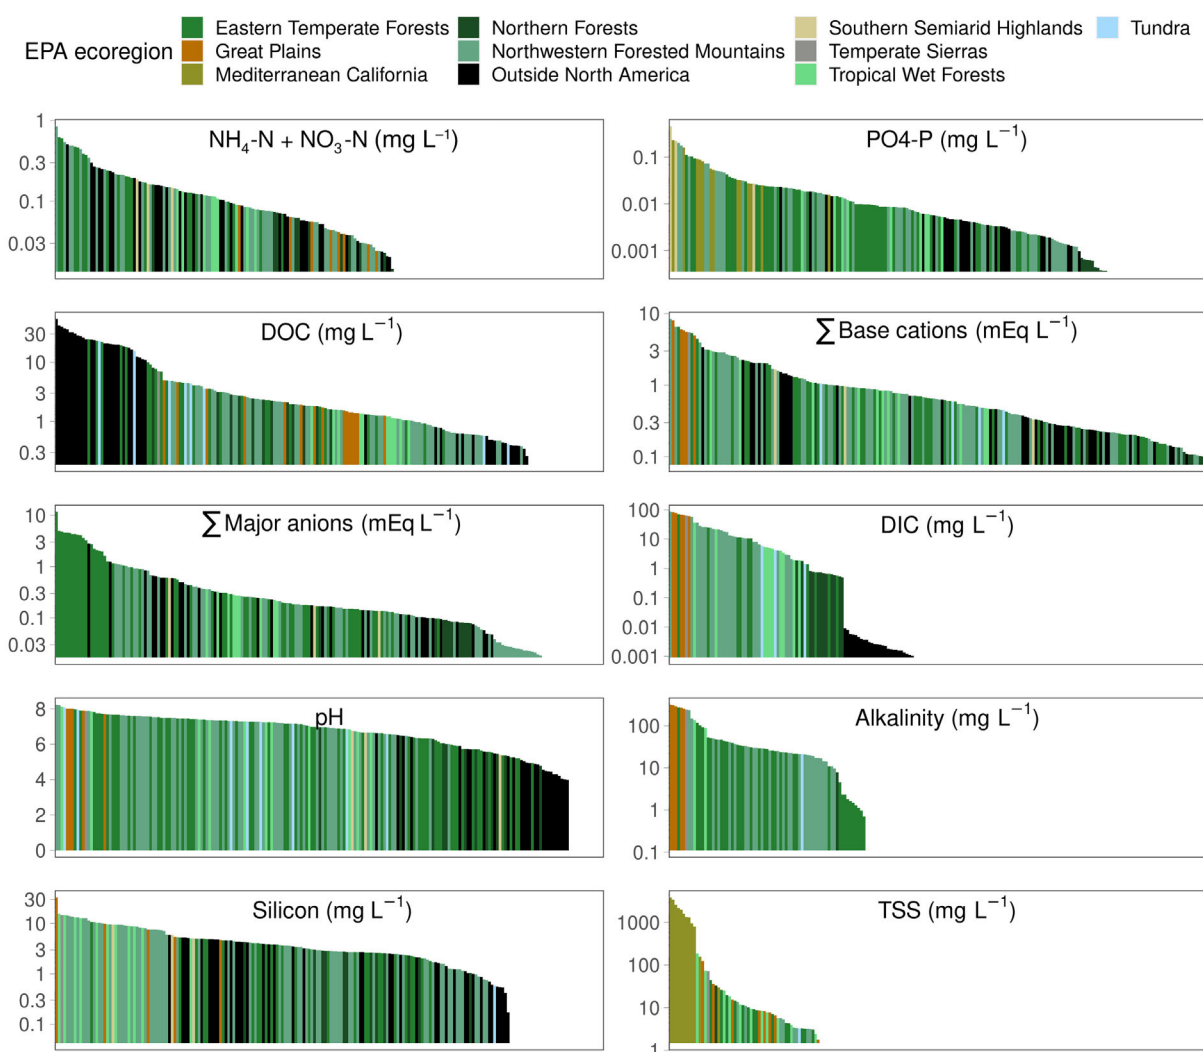 EPA ecoregion
Eastern Temperate Forests
Great Plains
Mediterranean California
Northern Forests
Northwestern Forested Mountains
Outside North America
Southern Semiarid Highlands
Temperate Sierras
Tropical Wet Forests
Tundra
NH₄-N + NO₃-N (mg L⁻¹)
1
0.3
0.1
0.03
PO4-P (mg L⁻¹)
0.1
0.01
0.001
DOC (mg L⁻¹)
30
10
3
1
0.3
∑ Base cations (mEq L⁻¹)
10
3
1
0.3
0.1
∑ Major anions (mEq L⁻¹)
10
3
1
0.3
0.1
0.03
DIC (mg L⁻¹)
100
10
1
0.1
0.01
0.001
pH
8
6
4
2
0
Alkalinity (mg L⁻¹)
100
10
1
0.1
Silicon (mg L⁻¹)
30
10
3
1
0.3
0.1
TSS (mg L⁻¹)
1000
100
10
1